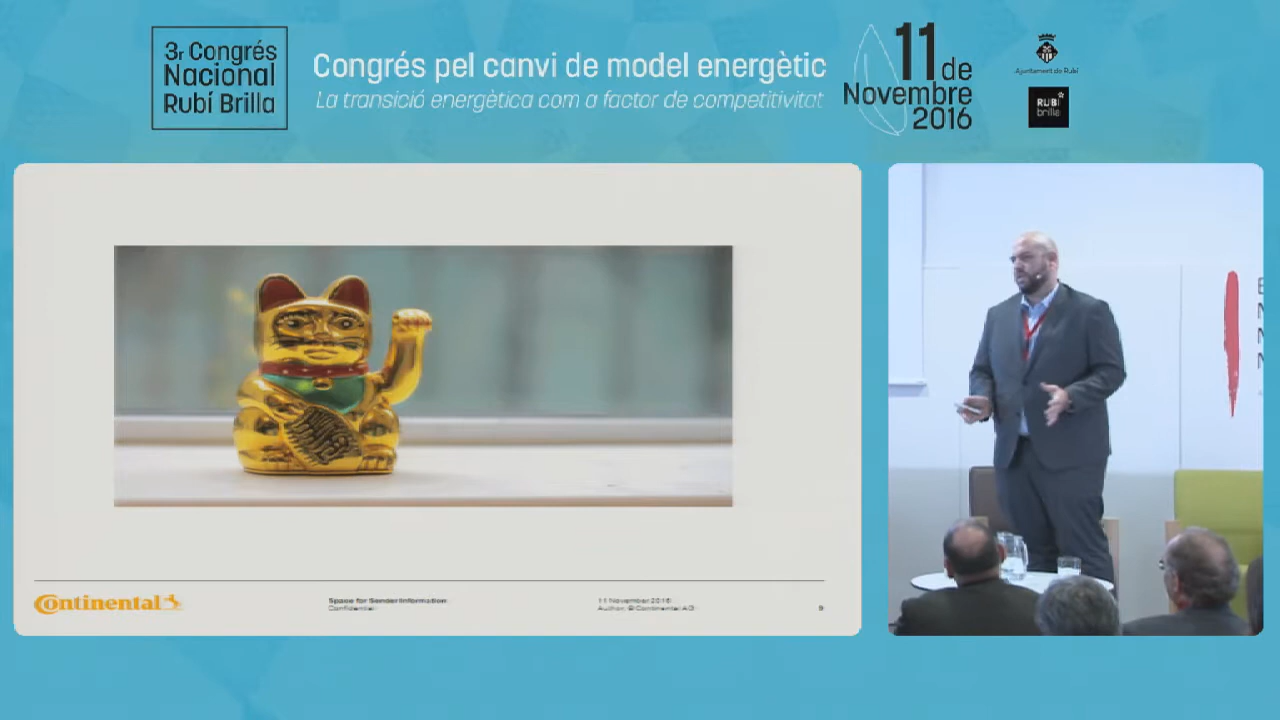 3r Congrés
Nacional
Rubí Brilla
Congrés pel canvi de model energètic
La transició energètica com a factor de competitivitat
11 de
Novembre
2016
Ajuntament de Rubí
RUBÍ
brilla
Continental
Space for Sender Information
Confidential
11 November 2016
Author, © Continental AG
9